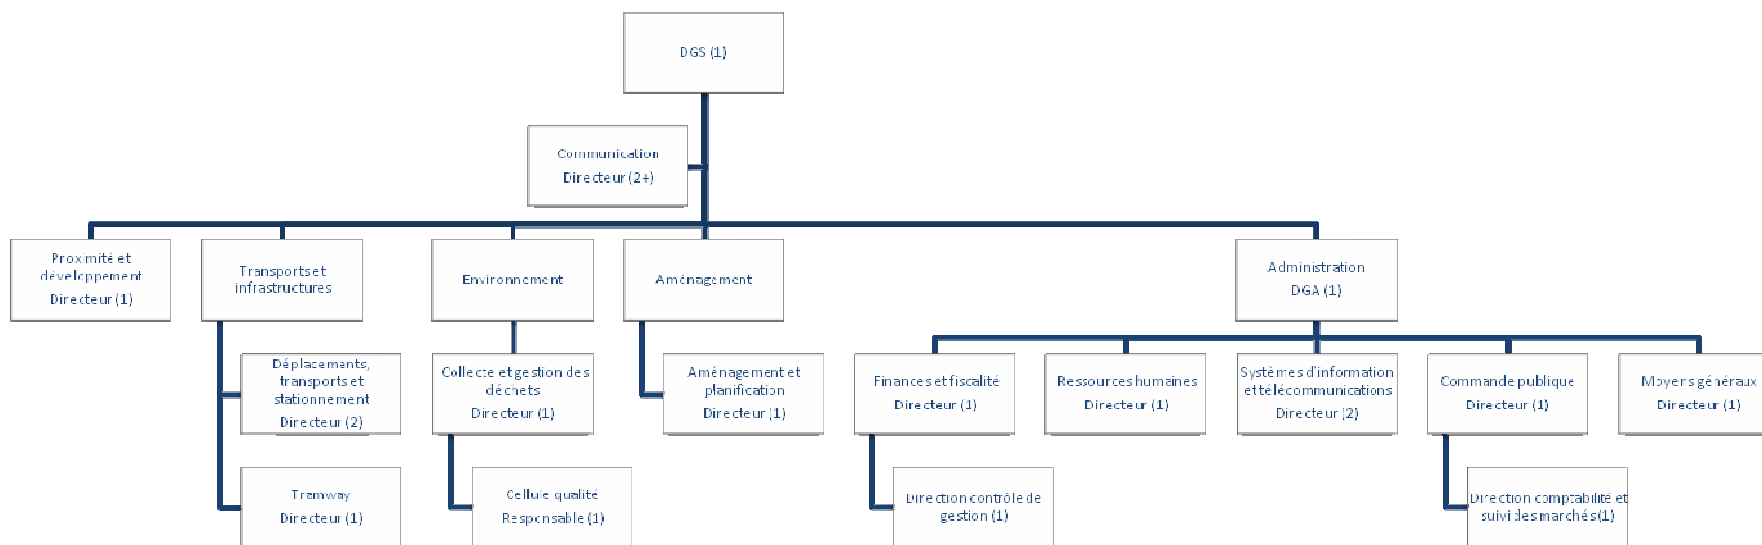 DGS (1)
Communication
Directeur (2+)
Proximité et
développement
Directeur (1)
Transports et
infrastructures
Environnement
Aménagement
Administration
DGA (1)
Déplacements,
transports et
stationnement
Directeur (2)
Collecte et gestion des
déchets
Directeur (1)
Aménagement et
planification
Directeur (1)
Finances et fiscalité
Directeur (1)
Ressources humaines
Directeur (1)
Systèmes d'information
et télécommunications
Directeur (2)
Commande publique
Directeur (1)
Moyens généraux
Directeur (1)
Tramway
Directeur (1)
Cellule qualité
Responsable (1)
Direction contrôle de
gestion (1)
Direction comptabilité et
suivi des marchés (1)